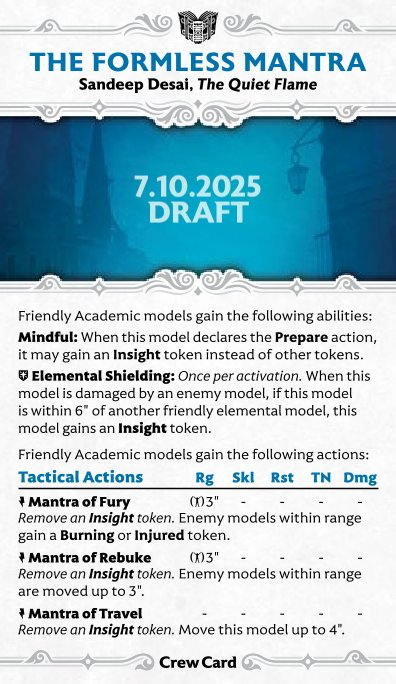 THE FORMLESS MANTRA
Sandeep Desai, The Quiet Flame
7.10.2025
DRAFT
Friendly Academic models gain the following abilities:
Mindful: When this model declares the Prepare action,
it may gain an Insight token instead of other tokens.
Elemental Shielding: Once per activation. When this
model is damaged by an enemy model, if this model
is within 6" of another friendly elemental model, this
model gains an Insight token.
Friendly Academic models gain the following actions:
Tactical Actions Rg Skl Rst TN Dmg
Mantra of Fury 3" - - - -
Remove an Insight token. Enemy models within range
gain a Burning or Injured token.
Mantra of Rebuke 3" - - - -
Remove an Insight token. Enemy models within range
are moved up to 3".
Mantra of Travel - - - - -
Remove an Insight token. Move this model up to 4".
Crew Card